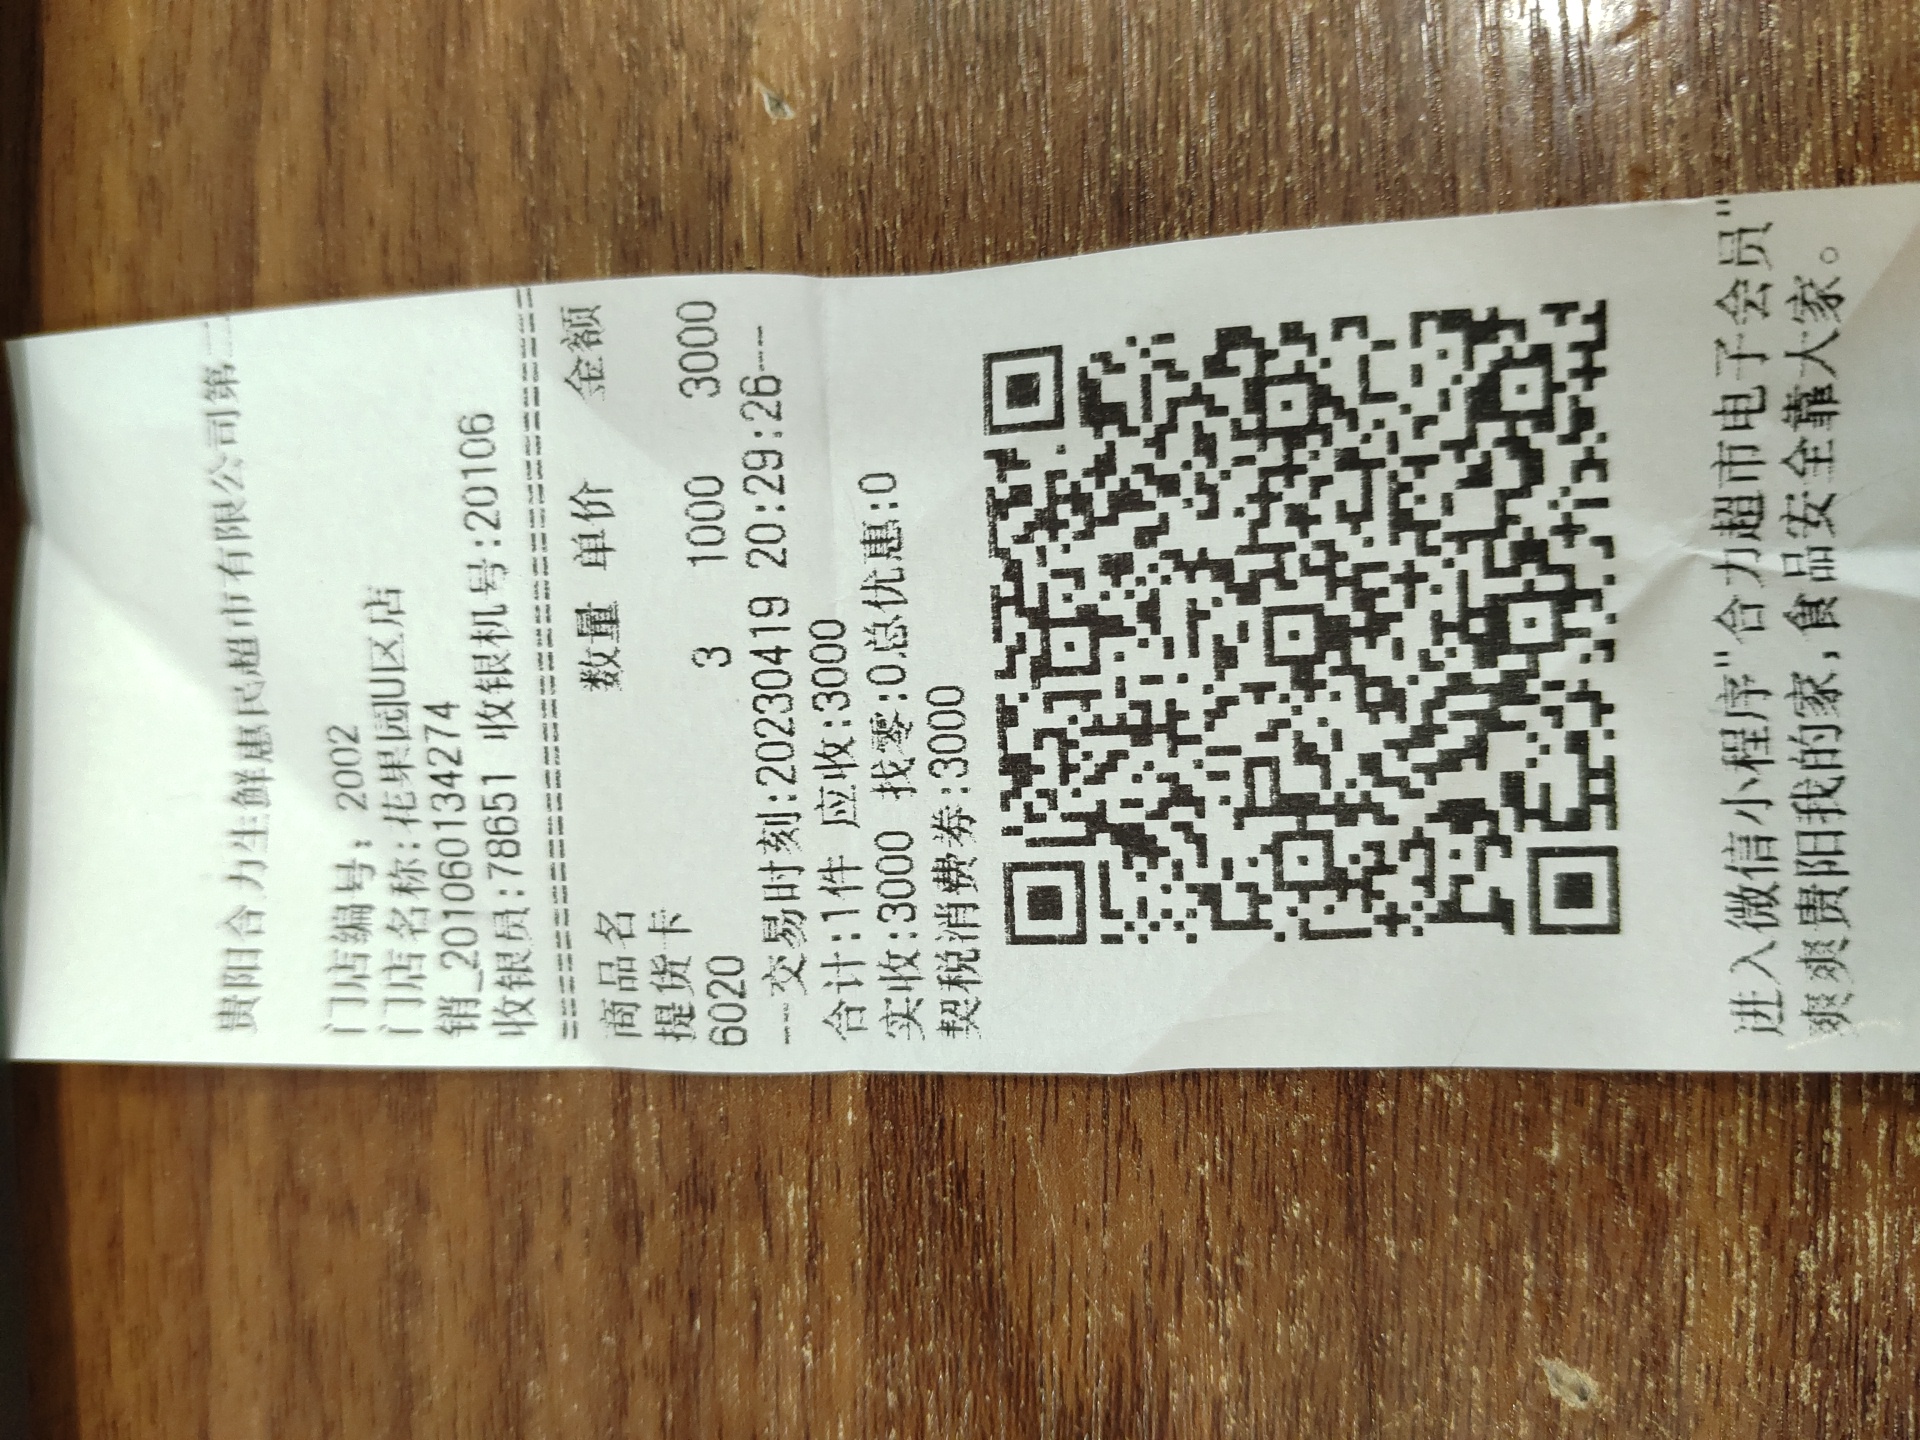 贵阳合力生鲜惠民超市有限公司第二
门店编号: 2002
门店名称:花果园U区店
销_201060134274
收银员:78651 收银机号:20106
商品名 数量 单价 金额
提货卡
6020 3 1000 3000
---交易时刻:20230419 20:29:26---
合计:1件 应收:3000
实收:3000 找零:0总优惠:0
契税消费券:3000
进入微信小程序"合力超市电子会员"
爽爽贵阳我的家,食品安全靠大家。